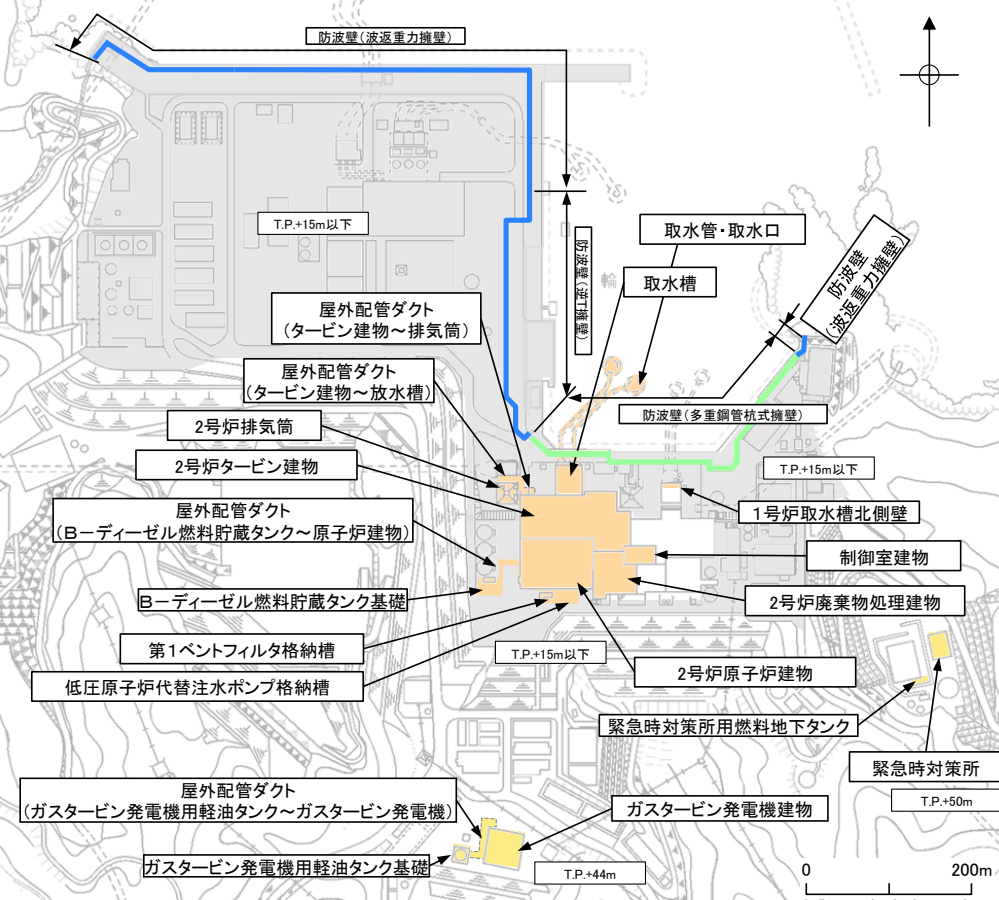 防波壁(波返重力擁壁)
T.P.+15m以下
取水管・取水口
輪
取水槽
防波壁(逆T擁壁)
防波壁
(波返重力擁壁)
屋外配管ダクト
(タービン建物~排気筒)
屋外配管ダクト
(タービン建物~放水槽)
防波壁(多重鋼管杭式擁壁)
2号炉排気筒
2号炉タービン建物
T.P.+15m以下
屋外配管ダクト
(B-ディーゼル燃料貯蔵タンク~原子炉建物)
1号炉取水槽北側壁
制御室建物
B-ディーゼル燃料貯蔵タンク基礎
2号炉廃棄物処理建物
第1ベントフィルタ格納槽
T.P.+15m以下
低圧原子炉代替注水ポンプ格納槽
2号炉原子炉建物
緊急時対策所用燃料地下タンク
緊急時対策所
T.P.+50m
屋外配管ダクト
(ガスタービン発電機用軽油タンク~ガスタービン発電機)
ガスタービン発電機建物
ガスタービン発電機用軽油タンク基礎
T.P.+44m
0 200m